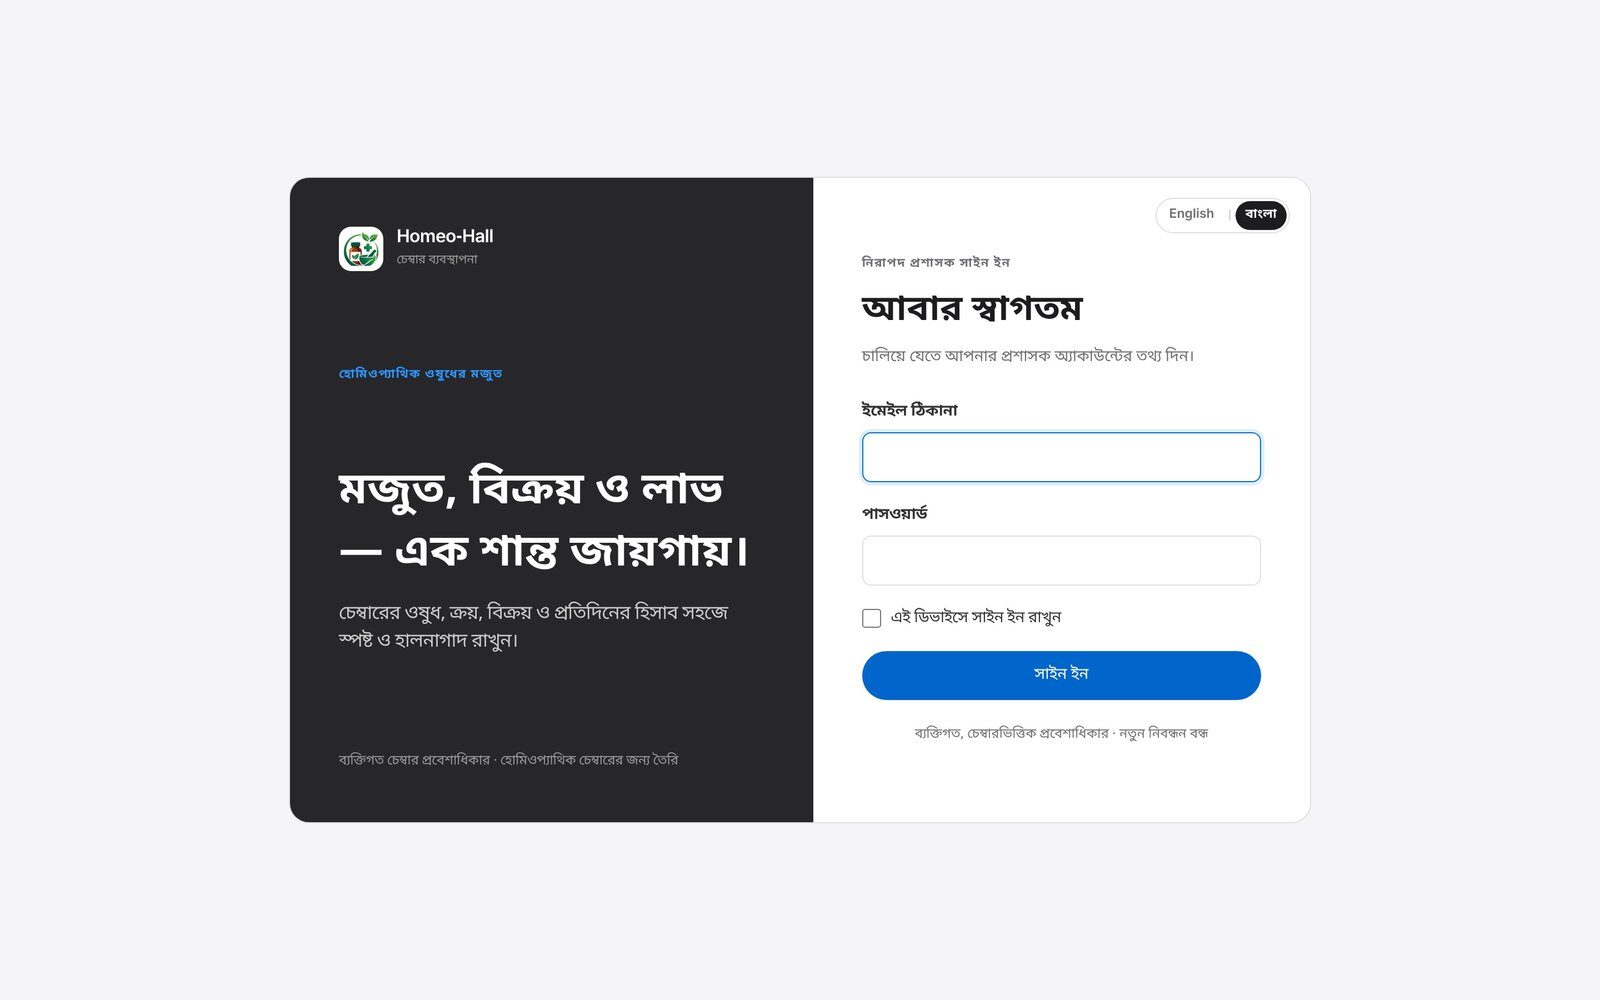 Homeo-Hall
চেম্বার ব্যবস্থাপনা
হোমিওপ্যাথিক ওষুধের মজুত
মজুত, বিক্রয় ও লাভ
— এক শান্ত জায়গায়।
চেম্বারের ওষুধ, ক্রয়, বিক্রয় ও প্রতিদিনের হিসাব সহজে
স্পষ্ট ও হালনাগাদ রাখুন।
ব্যক্তিগত চেম্বার প্রবেশাধিকার · হোমিওপ্যাথিক চেম্বারের জন্য তৈরি
English | বাংলা
নিরাপদ প্রশাসক সাইন ইন
আবার স্বাগতম
চালিয়ে যেতে আপনার প্রশাসক অ্যাকাউন্টের তথ্য দিন।
ইমেইল ঠিকানা
পাসওয়ার্ড
এই ডিভাইসে সাইন ইন রাখুন
সাইন ইন
ব্যক্তিগত, চেম্বারভিত্তিক প্রবেশাধিকার · নতুন নিবন্ধন বন্ধ